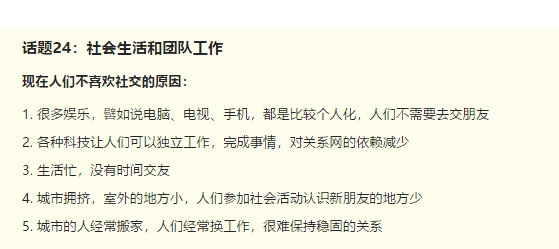 话题24：社会生活和团队工作
现在人们不喜欢社交的原因：
1. 很多娱乐，譬如说电脑、电视、手机，都是比较个人化，人们不需要去交朋友
2. 各种科技让人们可以独立工作，完成事情，对关系网的依赖减少
3. 生活忙，没有时间交友
4. 城市拥挤，室外的地方小，人们参加社会活动认识新朋友的地方少
5. 城市的人经常搬家，人们经常换工作，很难保持稳固的关系